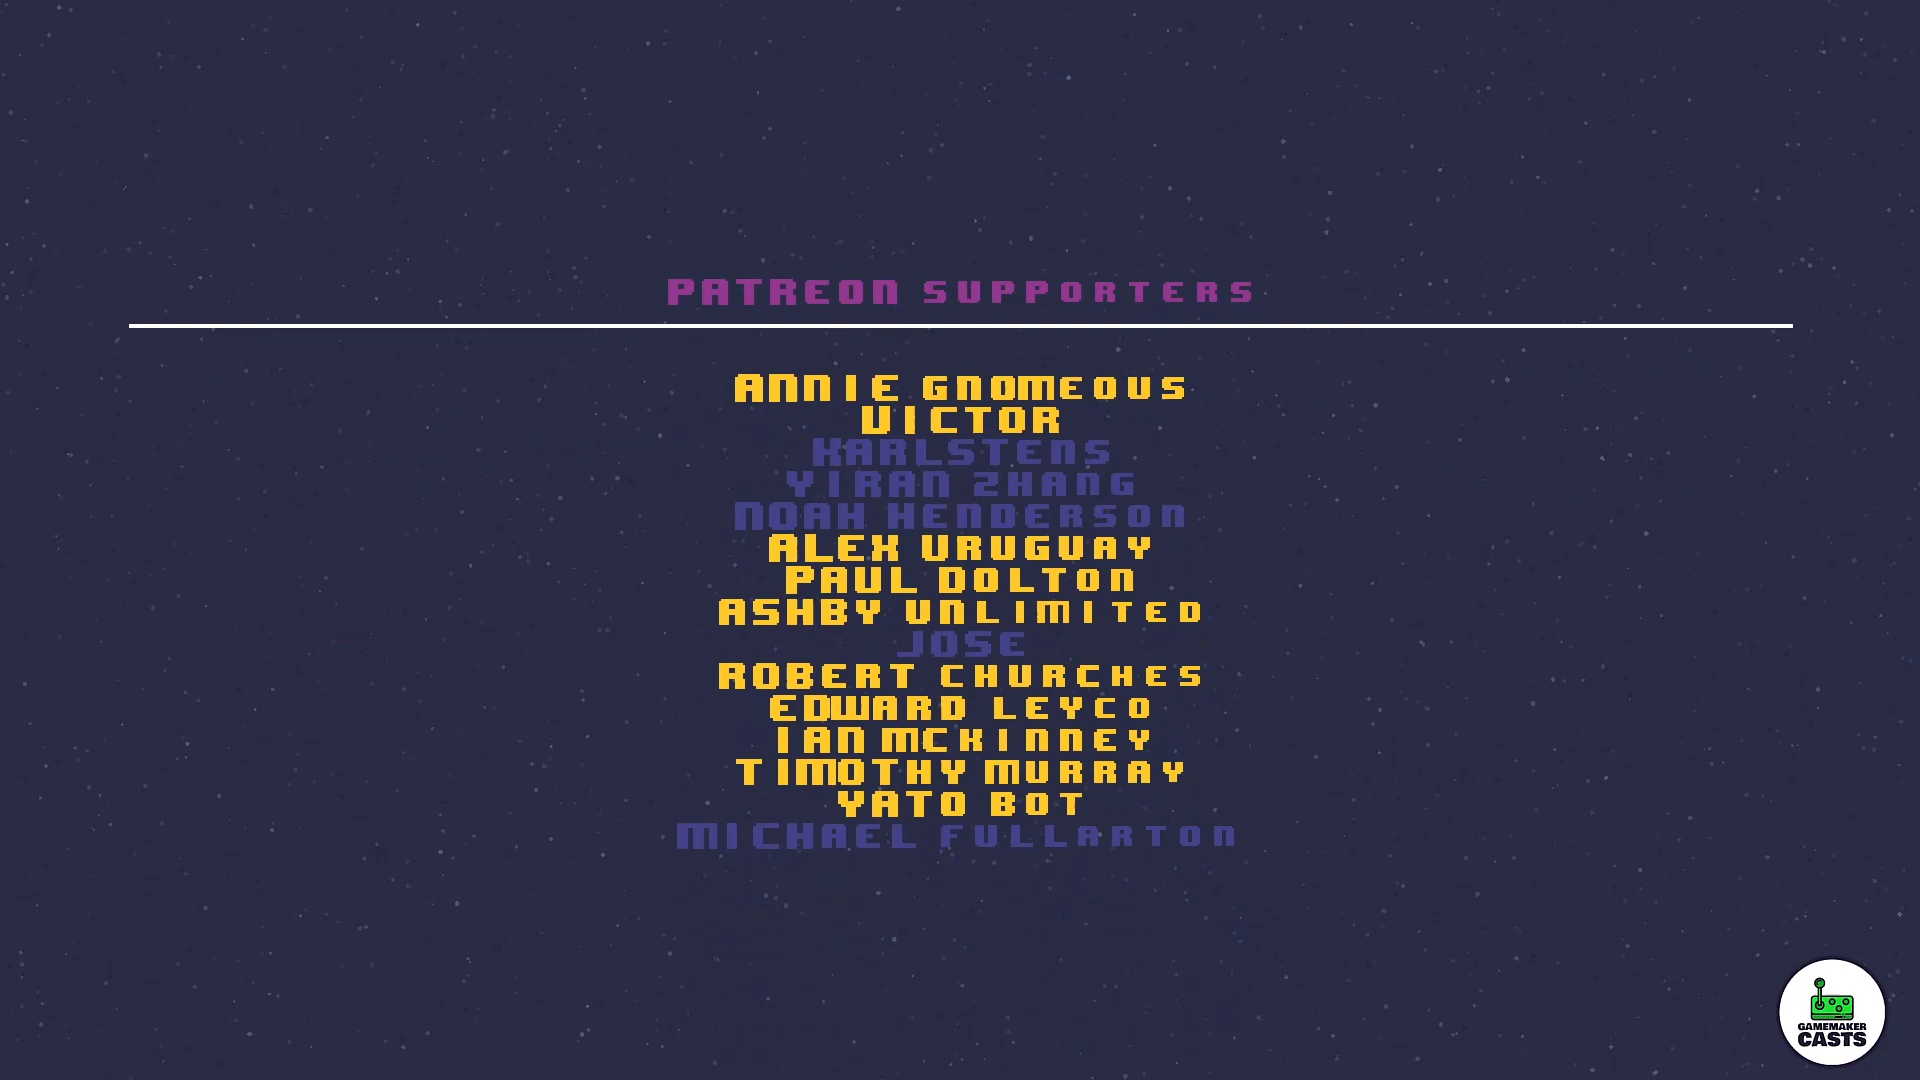 PATREON SUPPORTERS
ANNIE GNOMEOUS
VICTOR
KARLSTENS
YIRAN ZHANG
NOAH HENDERSON
ALEX URUGUAY
PAUL DOLTON
ASHBY UNLIMITED
JOSE
ROBERT CHURCHES
EDWARD LEYCO
IAN MCKINNEY
TIMOTHY MURRAY
YATO BOT
MICHAEL FULLARTON
GAMEMAKER
CASTS